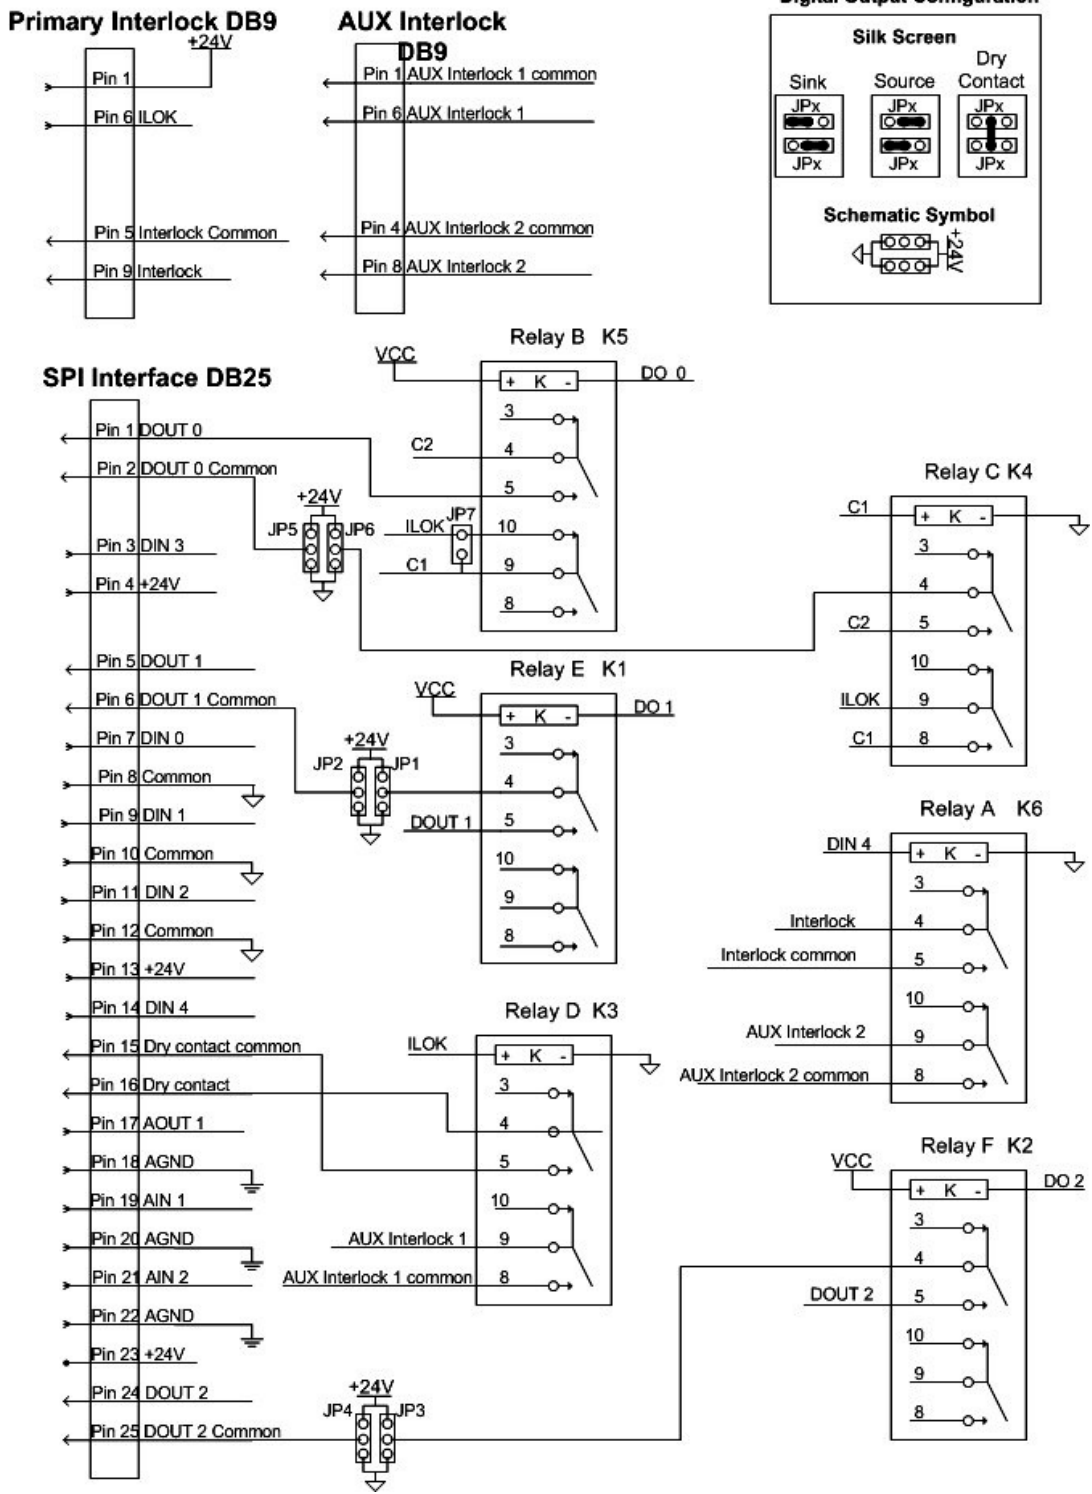 Primary Interlock DB9
+24V
Pin 1
Pin 6 ILOK
Pin 5 Interlock Common
Pin 9 Interlock
AUX Interlock
DB9
Pin 1 AUX Interlock 1 common
Pin 6 AUX Interlock 1
Pin 4 AUX Interlock 2 common
Pin 8 AUX Interlock 2
Digital Output Configuration
Silk Screen
Sink
Source
Dry
Contact
JPx
JPx
JPx
JPx
JPx
JPx
Schematic Symbol
+24V
SPI Interface DB25
Pin 1 DOUT 0
Pin 2 DOUT 0 Common
Pin 3 DIN 3
Pin 4 +24V
Pin 5 DOUT 1
Pin 6 DOUT 1 Common
Pin 7 DIN 0
Pin 8 Common
Pin 9 DIN 1
Pin 10 Common
Pin 11 DIN 2
Pin 12 Common
Pin 13 +24V
Pin 14 DIN 4
Pin 15 Dry contact common
Pin 16 Dry contact
Pin 17 AOUT 1
Pin 18 AGND
Pin 19 AIN 1
Pin 20 AGND
Pin 21 AIN 2
Pin 22 AGND
Pin 23 +24V
Pin 24 DOUT 2
Pin 25 DOUT 2 Common
+24V
JP5
JP6
+24V
JP2
JP1
+24V
JP4
JP3
Relay B K5
VCC
+ K -
DO 0
3
C2
4
5
ILOK
JP7
10
C1
9
8
Relay E K1
VCC
+ K -
DO 1
3
4
DOUT 1
5
10
9
8
Relay D K3
ILOK
+ K -
3
4
5
10
AUX Interlock 1
9
AUX Interlock 1 common
8
Relay C K4
C1
+ K -
3
4
C2
5
10
ILOK
9
C1
8
Relay A K6
DIN 4
+ K -
3
Interlock
4
Interlock common
5
10
AUX Interlock 2
9
AUX Interlock 2 common
8
Relay F K2
VCC
+ K -
DO 2
3
4
DOUT 2
5
10
9
8